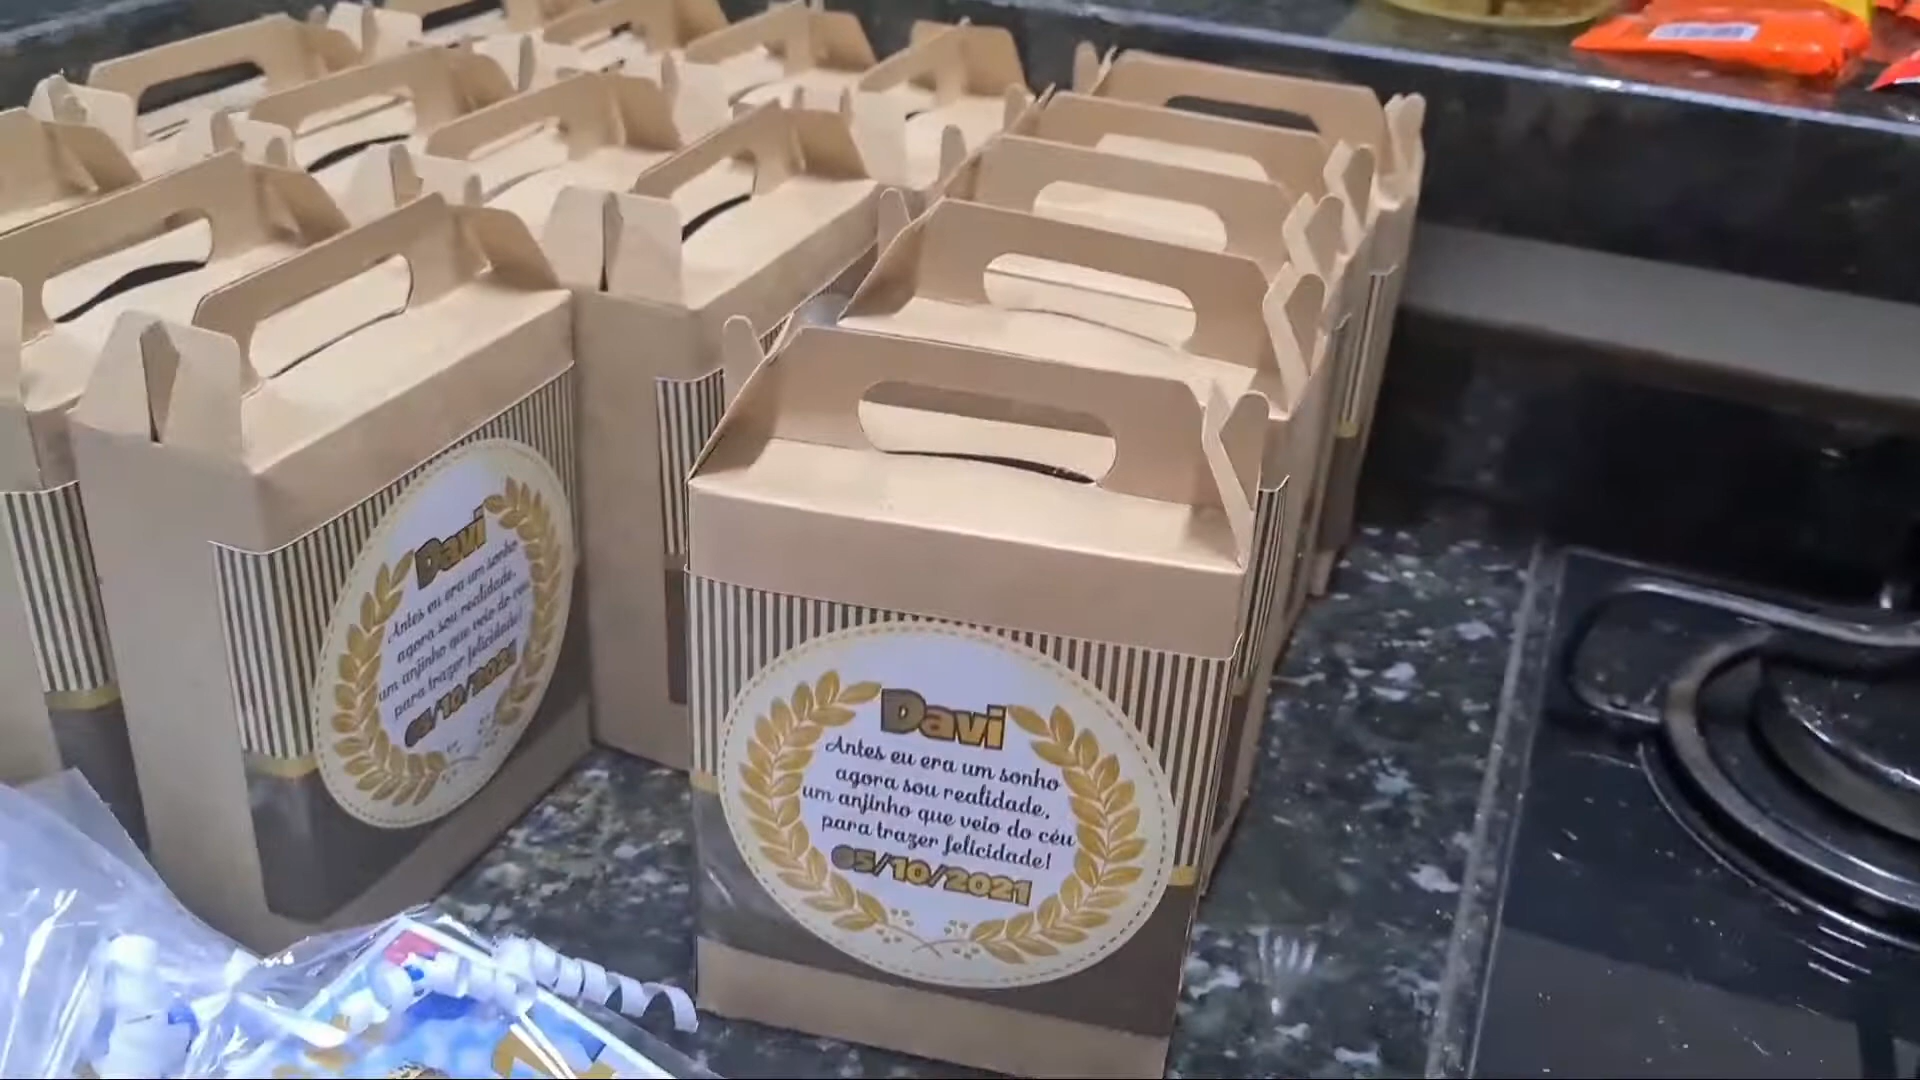 Davi
Antes eu era um sonho
agora sou realidade,
um anjinho que veio do céu
para trazer felicidade!
05/10/2021
Davi
Antes eu era um sonho
agora sou realidade,
um anjinho que veio do
para trazer felicidade!
05/10/2021